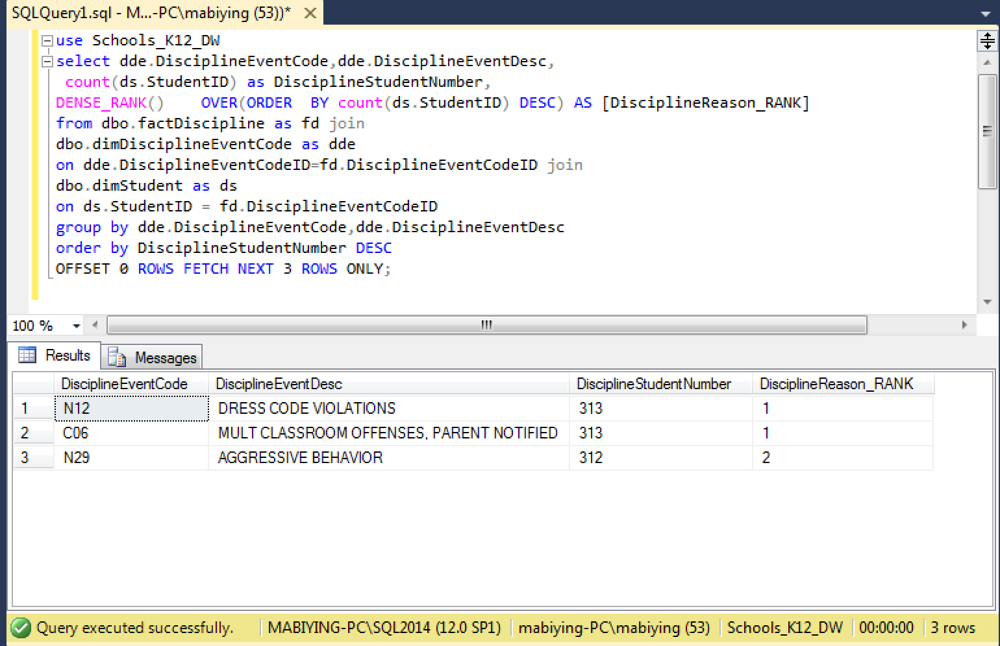 SQLQuery1.sql - M...-PC\mabiying (53))*
use Schools_K12_DW
select dde.DisciplineEventCode,dde.DisciplineEventDesc,
count(ds.StudentID) as DisciplineStudentNumber,
DENSE_RANK()    OVER(ORDER  BY count(ds.StudentID) DESC) AS [DisciplineReason_RANK]
from dbo.factDiscipline as fd join
dbo.dimDisciplineEventCode as dde
on dde.DisciplineEventCodeID=fd.DisciplineEventCodeID join
dbo.dimStudent as ds
on ds.StudentID = fd.DisciplineEventCodeID
group by dde.DisciplineEventCode,dde.DisciplineEventDesc
order by DisciplineStudentNumber DESC
OFFSET 0 ROWS FETCH NEXT 3 ROWS ONLY;
100 %
Results Messages
DisciplineEventCode DisciplineEventDesc DisciplineStudentNumber DisciplineReason_RANK
1 N12 DRESS CODE VIOLATIONS 313 1
2 C06 MULT CLASSROOM OFFENSES, PARENT NOTIFIED 313 1
3 N29 AGGRESSIVE BEHAVIOR 312 2
Query executed successfully. MABIYING-PC\SQL2014 (12.0 SP1) mabiying-PC\mabiying (53) Schools_K12_DW 00:00:00 3 rows